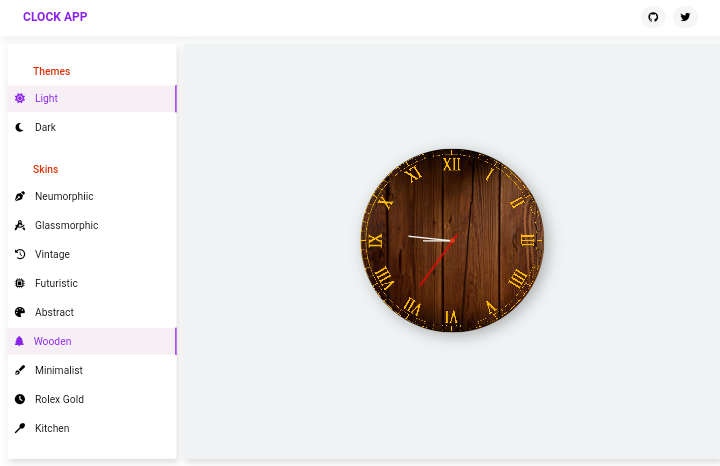 CLOCK APP
Themes
Light
Dark
Skins
Neumorphiic
Glassmorphic
Vintage
Futuristic
Abstract
Wooden
Minimalist
Rolex Gold
Kitchen
XII
I
II
III
IIII
V
VI
VII
VIII
IX
X
XI